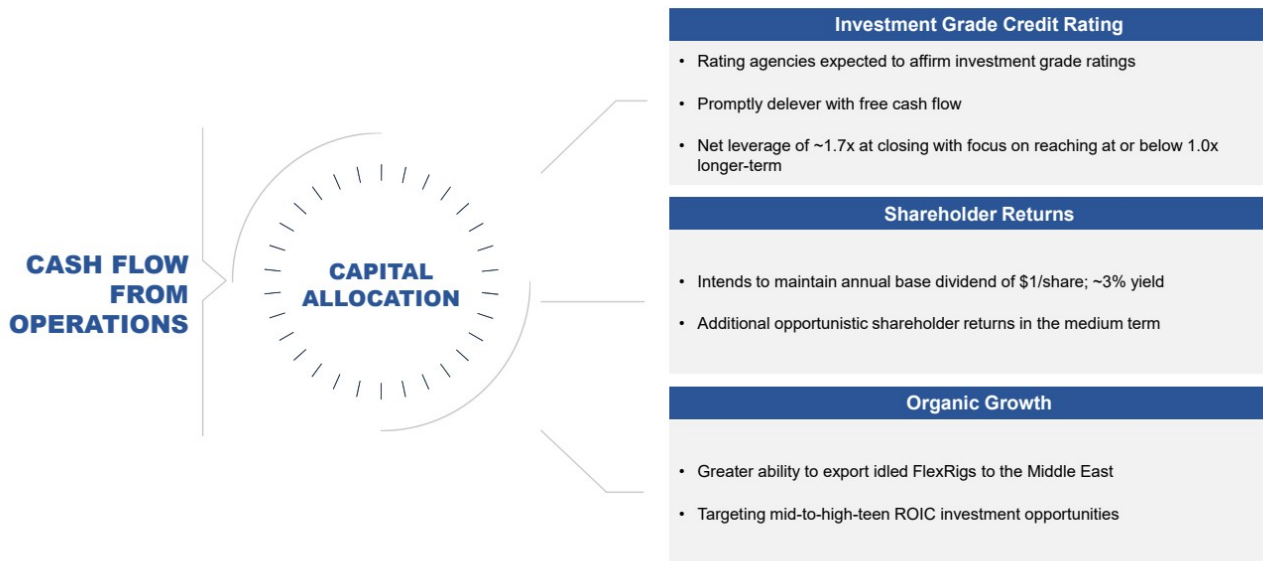 CASH FLOW
FROM
OPERATIONS
CAPITAL
ALLOCATION
Investment Grade Credit Rating
• Rating agencies expected to affirm investment grade ratings
• Promptly delever with free cash flow
• Net leverage of ~1.7x at closing with focus on reaching at or below 1.0x
longer-term
Shareholder Returns
• Intends to maintain annual base dividend of $1/share; ~3% yield
• Additional opportunistic shareholder returns in the medium term
Organic Growth
• Greater ability to export idled FlexRigs to the Middle East
• Targeting mid-to-high-teen ROIC investment opportunities